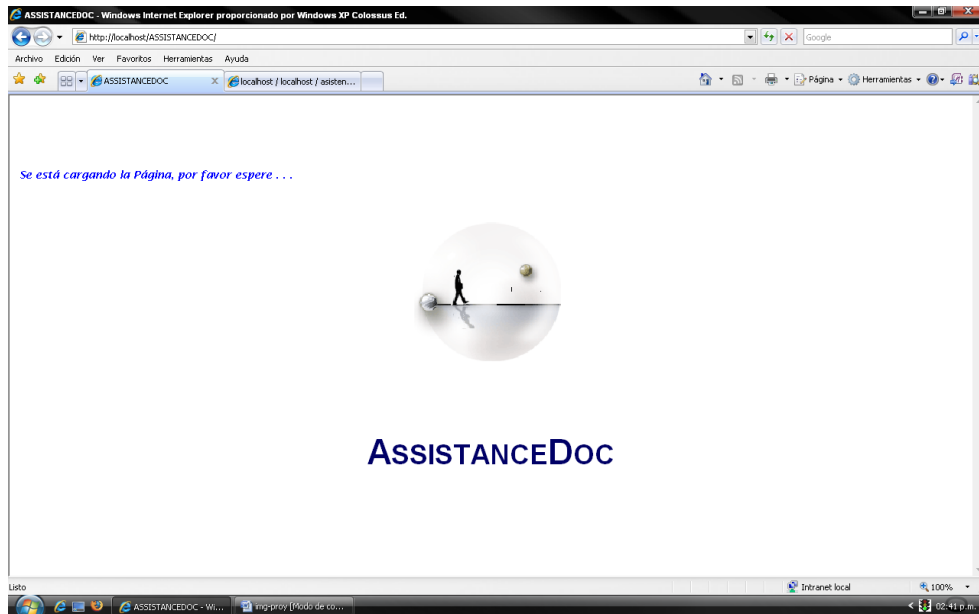 ASSISTANCEDOC - Windows Internet Explorer proporcionado por Windows XP Colossus Ed.
http://localhost/ASSISTANCEDOC/
Google
Archivo Edición Ver Favoritos Herramientas Ayuda
ASSISTANCEDOC
localhost / localhost / asisten...
Página
Herramientas
Se está cargando la Página, por favor espere . . .
ASSISTANCEDOC
Listo
Intranet local
100%
ASSISTANCEDOC - Wi...
img-proy [Modo de co...
02:41 p.m.